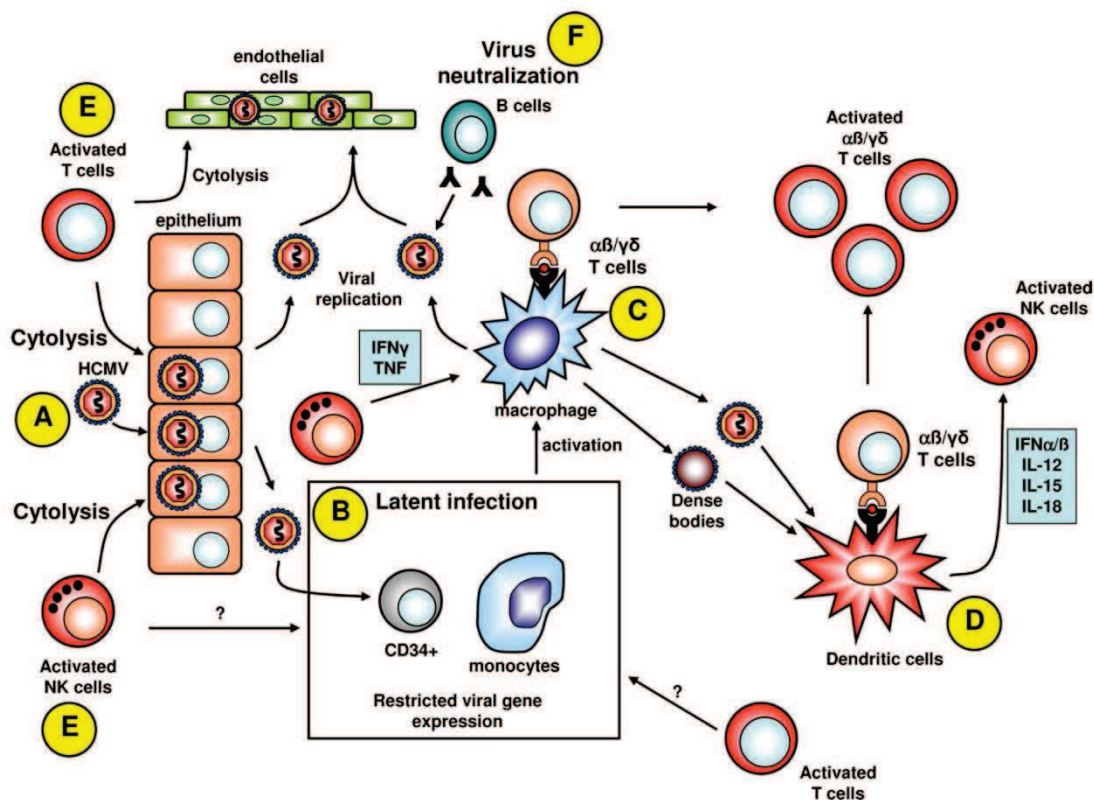 F
Virus
neutralization
B cells
endothelial
cells
E
Activated
T cells
Cytolysis
epithelium
Activated
αß/γδ
T cells
αß/γδ
T cells
Viral
replication
C
Activated
NK cells
Cytolysis
HCMV
IFNγ
TNF
A
macrophage
activation
αß/γδ
T cells
IFNα/ß
IL-12
IL-15
IL-18
Dense
bodies
Cytolysis
B
Latent infection
D
?
CD34+
monocytes
Dendritic cells
Activated
NK cells
Restricted viral gene
expression
?
E
Activated
T cells